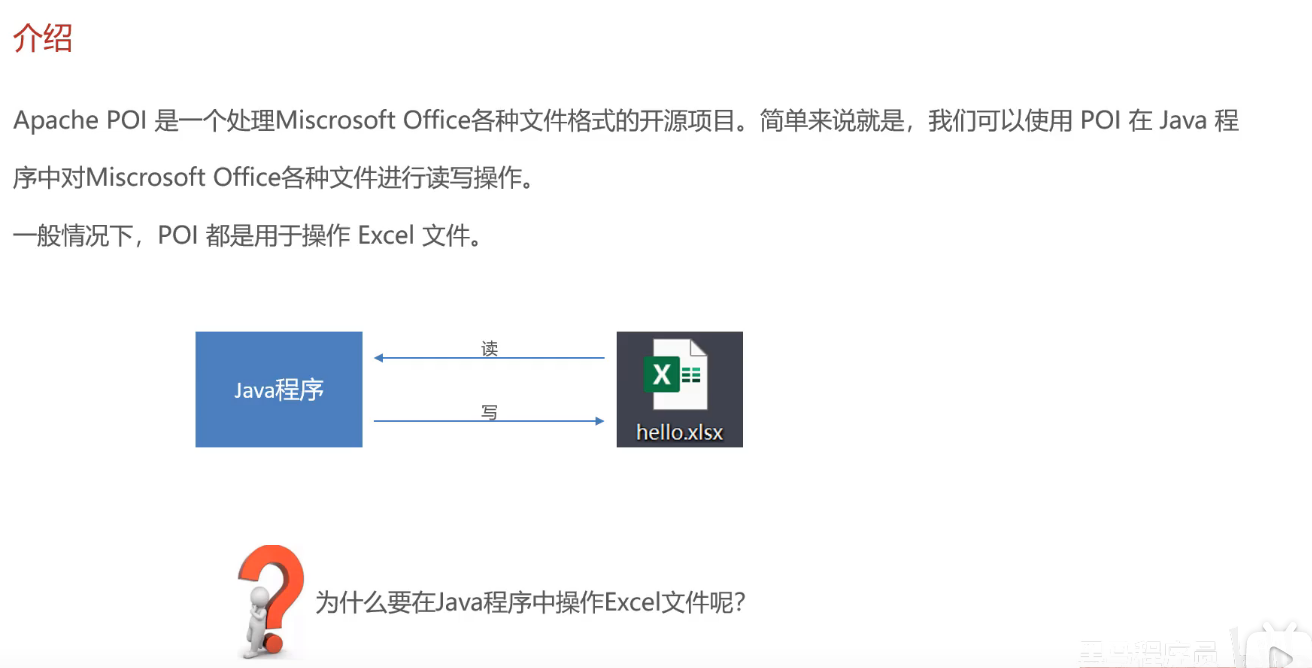 介绍
Apache POI 是一个处理Miscrosoft Office各种文件格式的开源项目。简单来说就是，我们可以使用 POI 在 Java 程
序中对Miscrosoft Office各种文件进行读写操作。
一般情况下，POI 都是用于操作 Excel 文件。
读
Java程序
写
X
hello.xlsx
为什么要在Java程序中操作Excel文件呢?